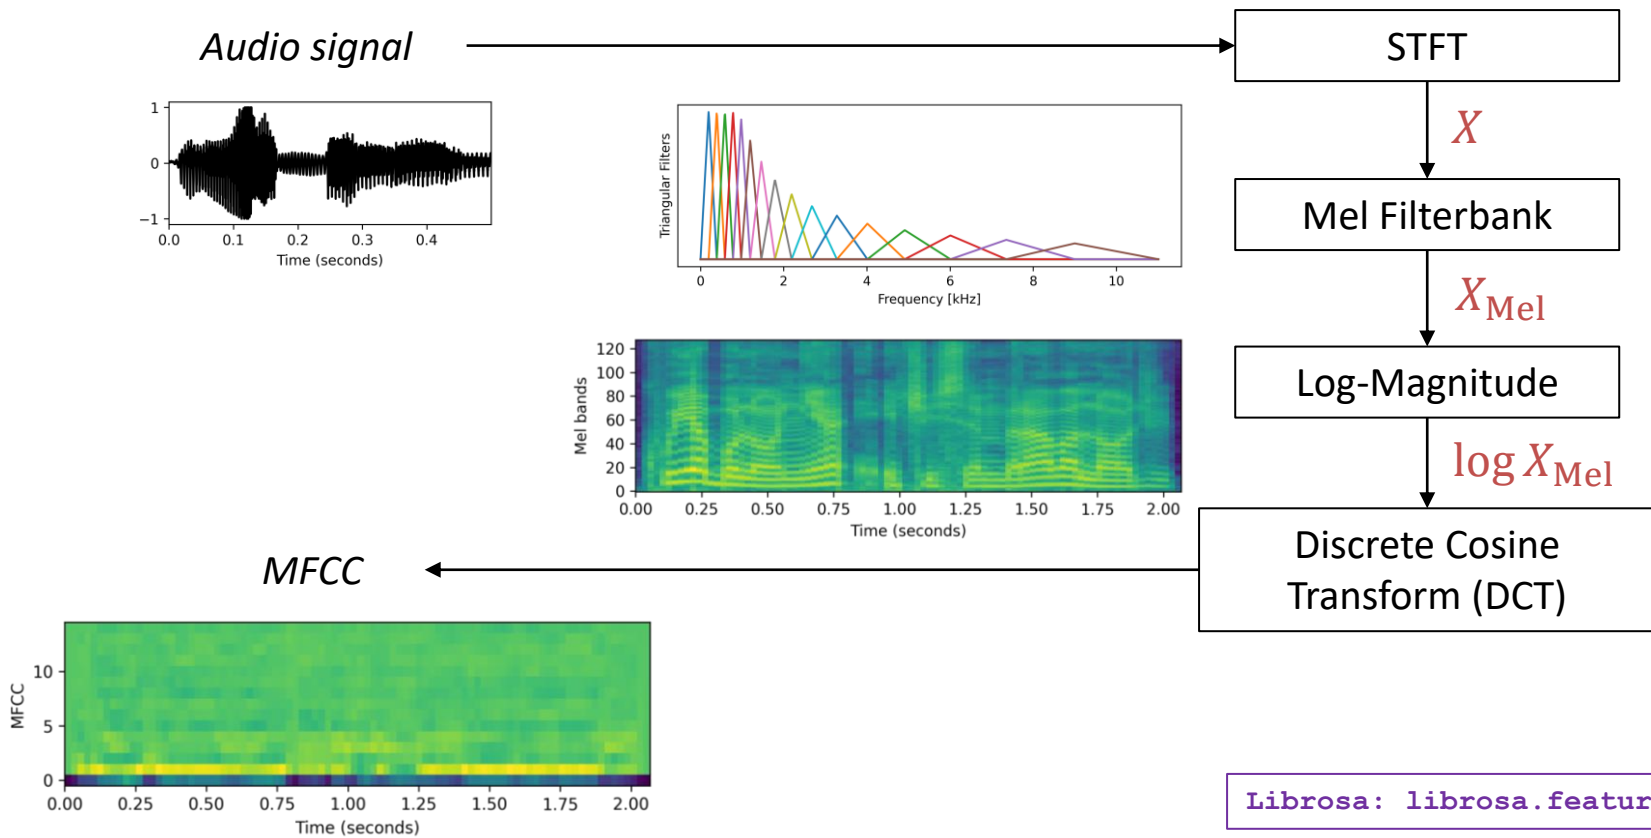 Audio signal
STFT
X
Mel Filterbank
X_Mel
Log-Magnitude
log X_Mel
Discrete Cosine
Transform (DCT)
MFCC
1
0
−1
0.0 0.1 0.2 0.3 0.4
Time (seconds)
Triangular Filters
0 2 4 6 8 10
Frequency [kHz]
120
100
80
60
40
20
0
Mel bands
0.00 0.25 0.50 0.75 1.00 1.25 1.50 1.75 2.00
Time (seconds)
10
5
0
MFCC
0.00 0.25 0.50 0.75 1.00 1.25 1.50 1.75 2.00
Time (seconds)
Librosa: librosa.featur